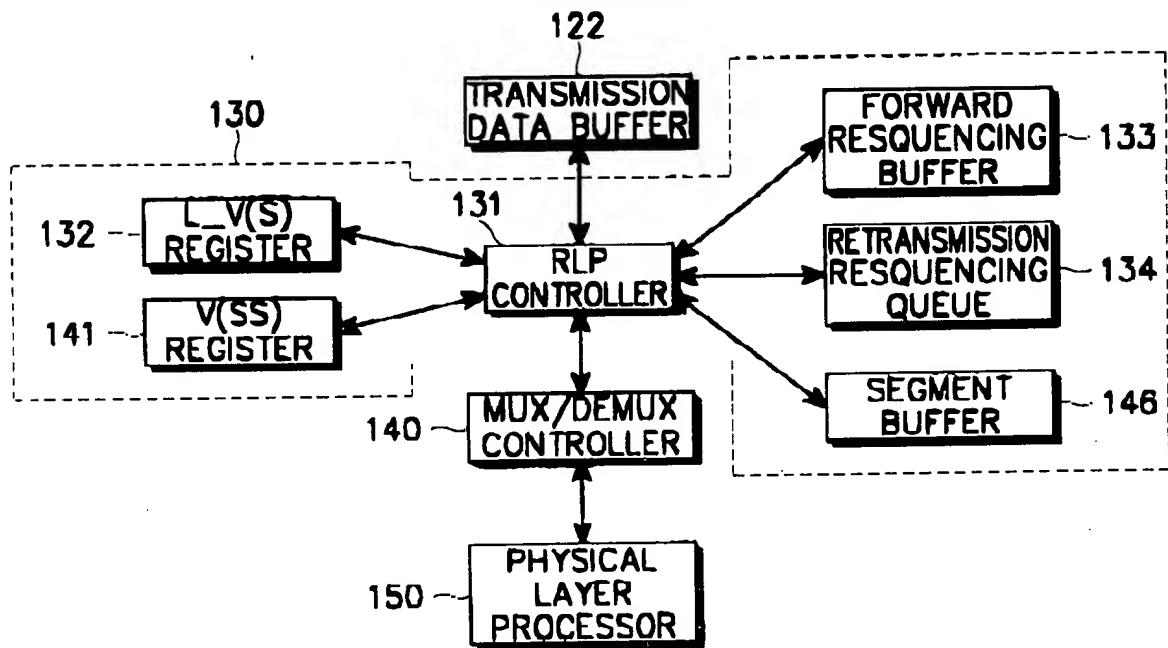 122
TRANSMISSION
DATA BUFFER
130
FORWARD
RESQUENCING
BUFFER
133
132
L_V(S)
REGISTER
131
RLP
CONTROLLER
RETRANSMISSION
RESQUENCING
QUEUE
134
141
V(SS)
REGISTER
140
MUX/DEMUX
CONTROLLER
SEGMENT
BUFFER
146
150
PHYSICAL
LAYER
PROCESSOR